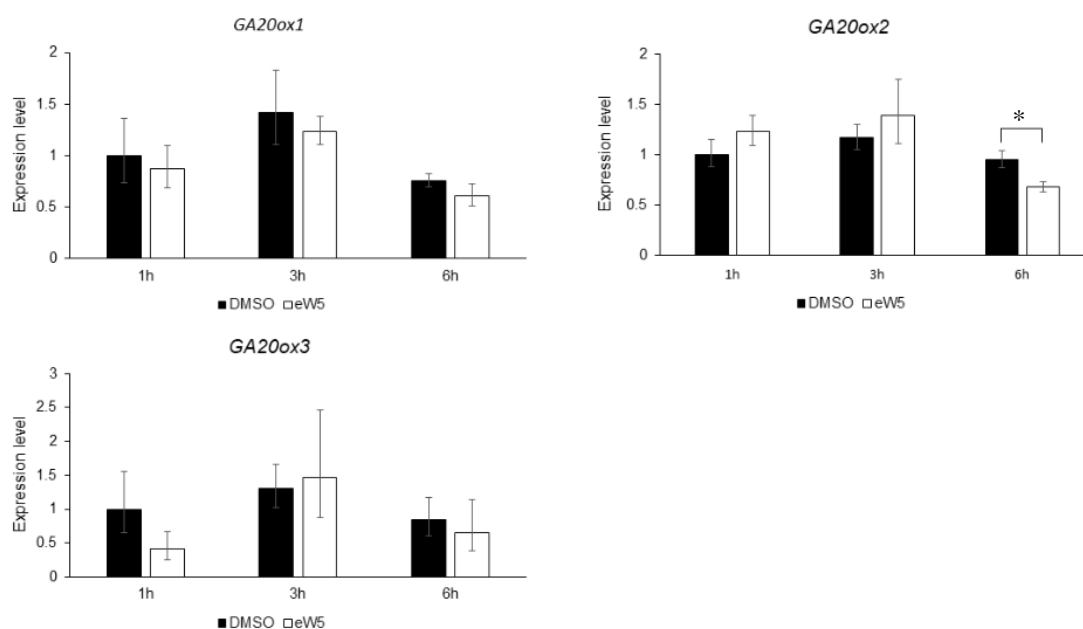 GA20ox1
Expression level
2
1.5
1
0.5
0
1h 3h 6h
■DMSO □eW5
GA20ox2
Expression level
2
1.5
1
0.5
0
*
1h 3h 6h
■DMSO □eW5
GA20ox3
Expression level
3
2.5
2
1.5
1
0.5
0
1h 3h 6h
■DMSO □eW5